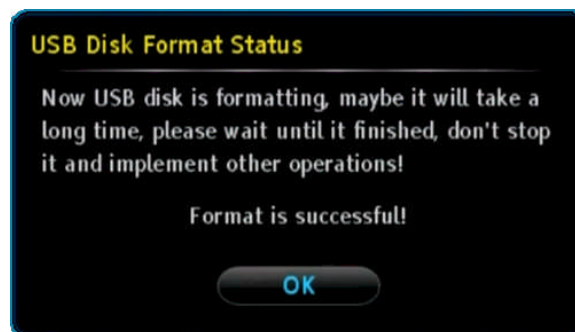 USB Disk Format Status
Now USB disk is formatting, maybe it will take a
long time, please wait until it finished, don't stop
it and implement other operations!
Format is successful!
OK